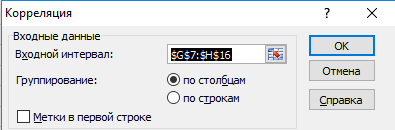 Корреляция
Входные данные
Входной интервал: $G$7:$H$16
Группирование: по столбцам
по строкам
Метки в первой строке
OK
Отмена
Справка